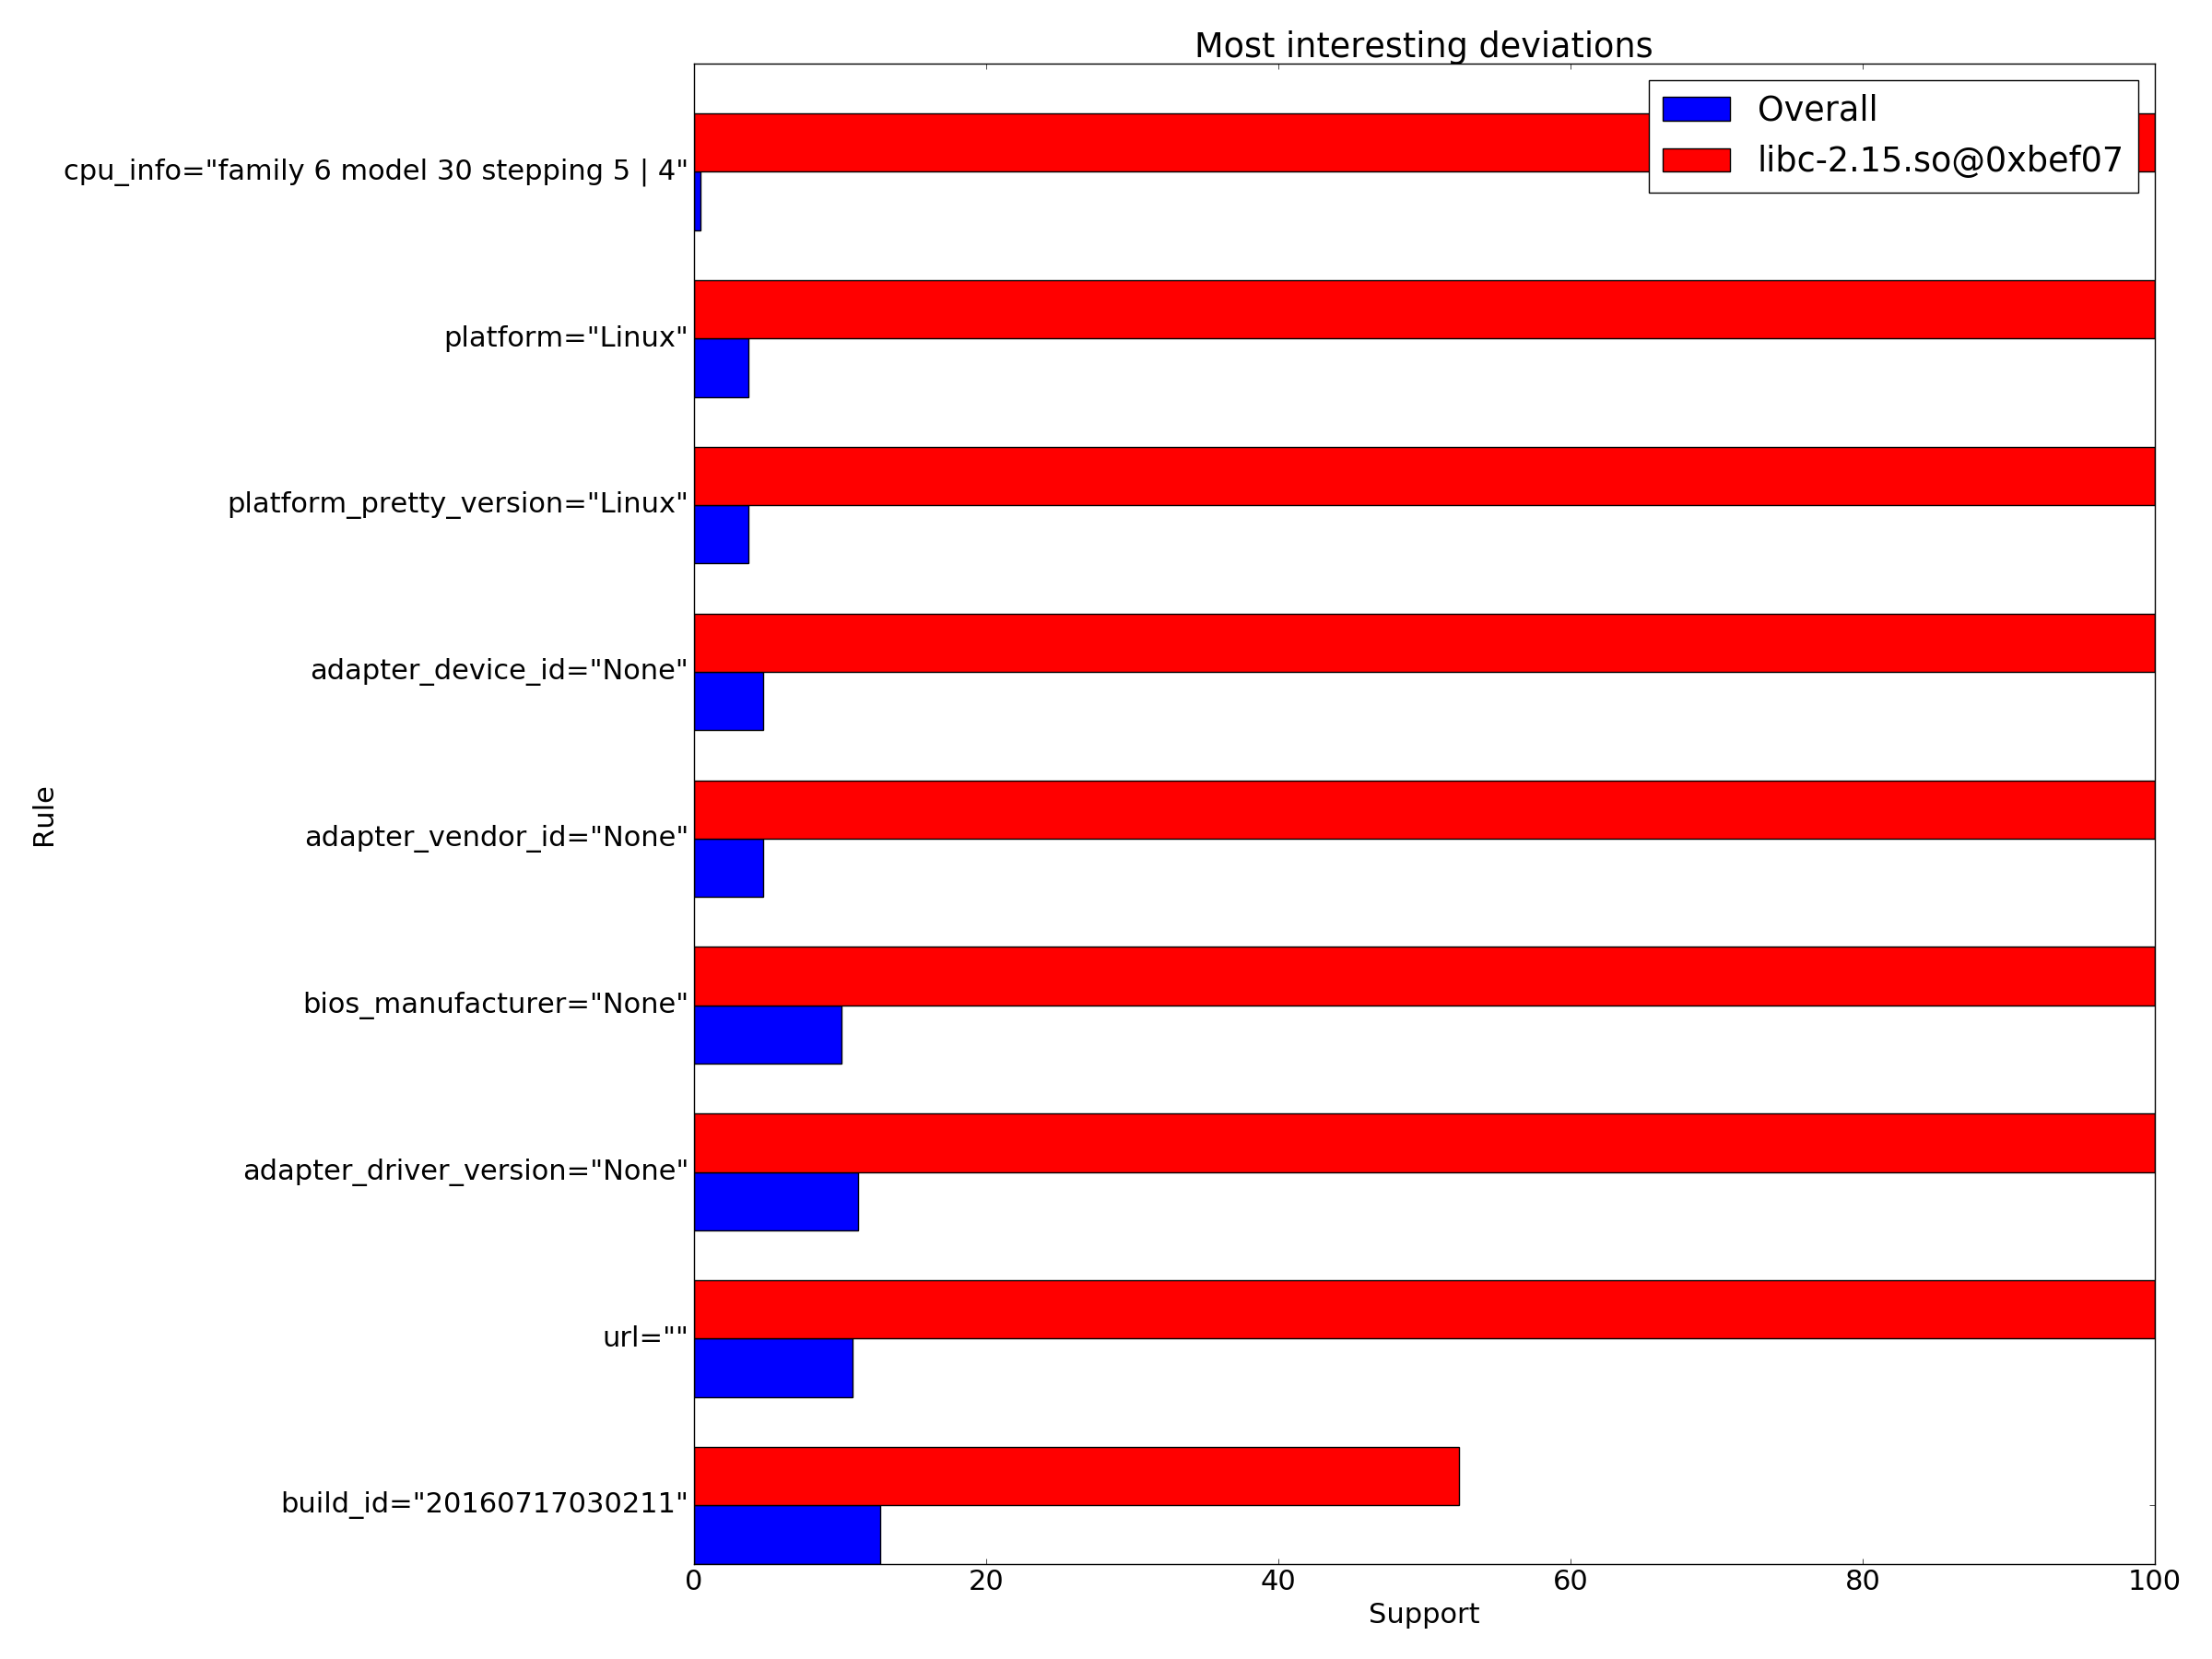 Most interesting deviations
Overall
libc-2.15.so@0xbef07
cpu_info="family 6 model 30 stepping 5 | 4"
platform="Linux"
platform_pretty_version="Linux"
adapter_device_id="None"
adapter_vendor_id="None"
bios_manufacturer="None"
adapter_driver_version="None"
url=""
build_id="20160717030211"
Rule
0 20 40 60 80 100
Support